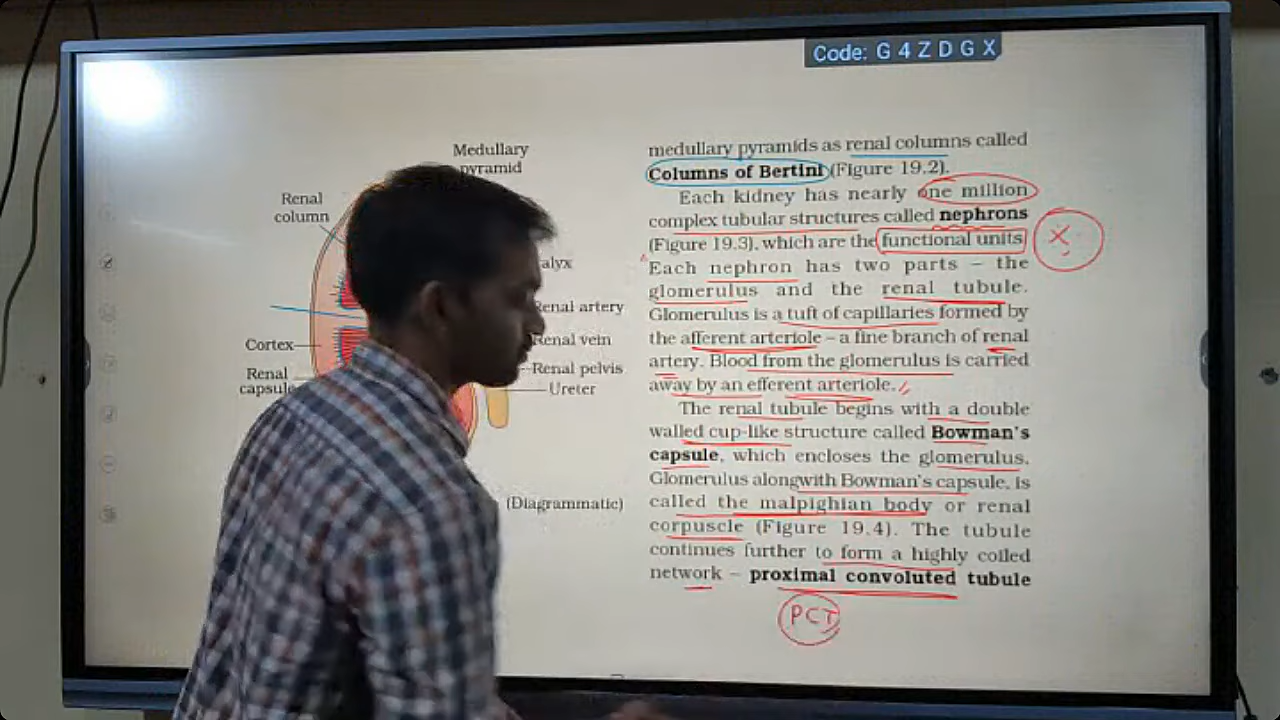 Code: G 4 Z D G X
Medullary
pyramid
Renal
column
alyx
Renal artery
Renal vein
Renal pelvis
Ureter
Cortex
Renal
capsule
(Diagrammatic)
medullary pyramids as renal columns called
Columns of Bertini (Figure 19.2).
Each kidney has nearly one million
complex tubular structures called nephrons
(Figure 19.3), which are the functional units
Each nephron has two parts – the
glomerulus and the renal tubule.
Glomerulus is a tuft of capillaries formed by
the afferent arteriole – a fine branch of renal
artery. Blood from the glomerulus is carried
away by an efferent arteriole.
The renal tubule begins with a double
walled cup-like structure called Bowman's
capsule, which encloses the glomerulus.
Glomerulus alongwith Bowman's capsule, is
called the malpighian body or renal
corpuscle (Figure 19.4). The tubule
continues further to form a highly coiled
network – proximal convoluted tubule
PCT